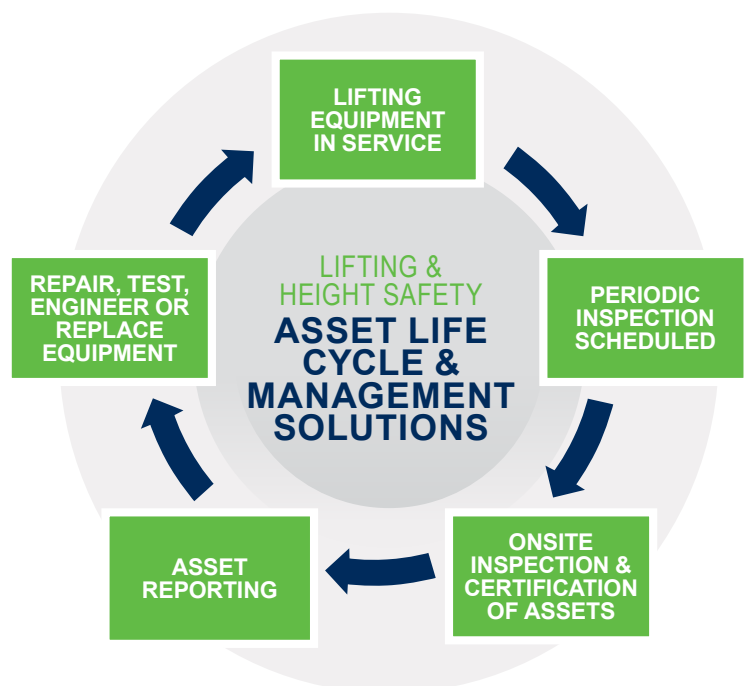 LIFTING
EQUIPMENT
IN SERVICE
PERIODIC
INSPECTION
SCHEDULED
ONSITE
INSPECTION &
CERTIFICATION
OF ASSETS
ASSET
REPORTING
REPAIR, TEST,
ENGINEER OR
REPLACE
EQUIPMENT
LIFTING &
HEIGHT SAFETY
ASSET LIFE
CYCLE &
MANAGEMENT
SOLUTIONS